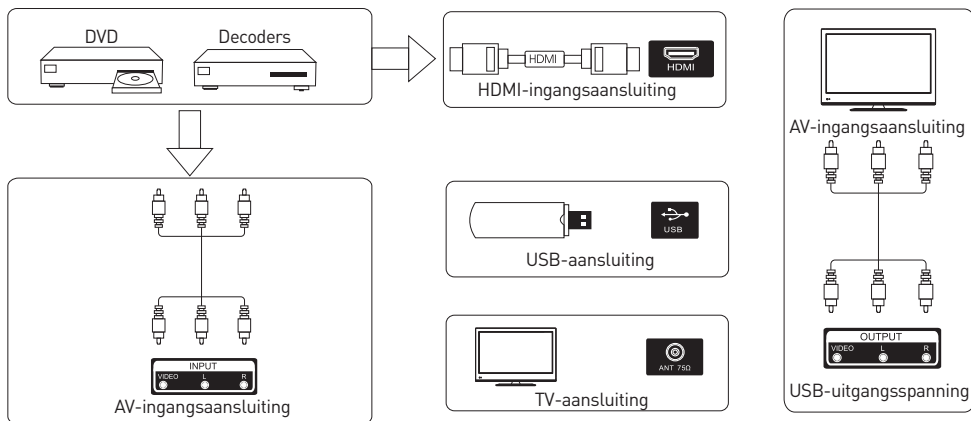 DVD
Decoders
HDMI
HDMI
HDMI-ingangsaansluiting
INPUT
VIDEO L R
AV-ingangsaansluiting
USB
USB-aansluiting
ANT 75Ω
TV-aansluiting
AV-ingangsaansluiting
OUTPUT
VIDEO L R
USB-uitgangsspanning